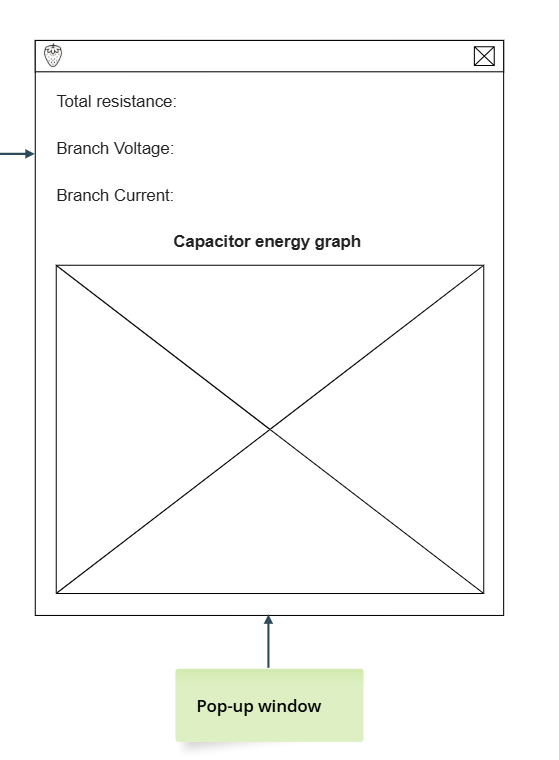 Total resistance:
Branch Voltage:
Branch Current:
Capacitor energy graph
Pop-up window